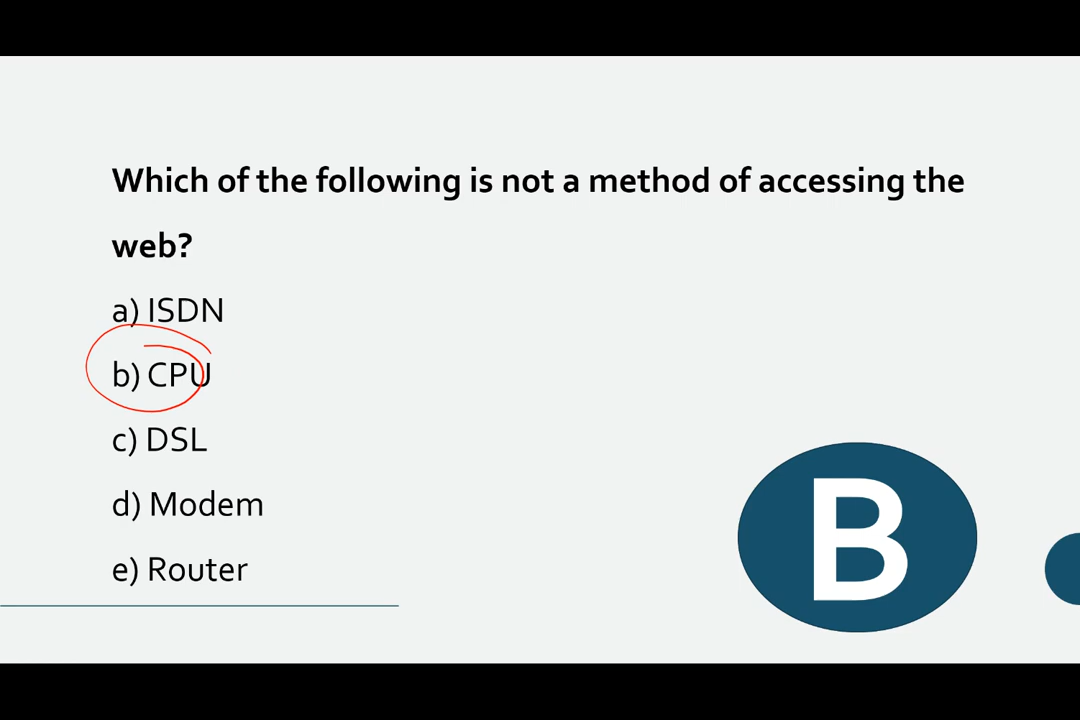 Which of the following is not a method of accessing the
web?
a) ISDN
b) CPU
c) DSL
d) Modem
e) Router
B